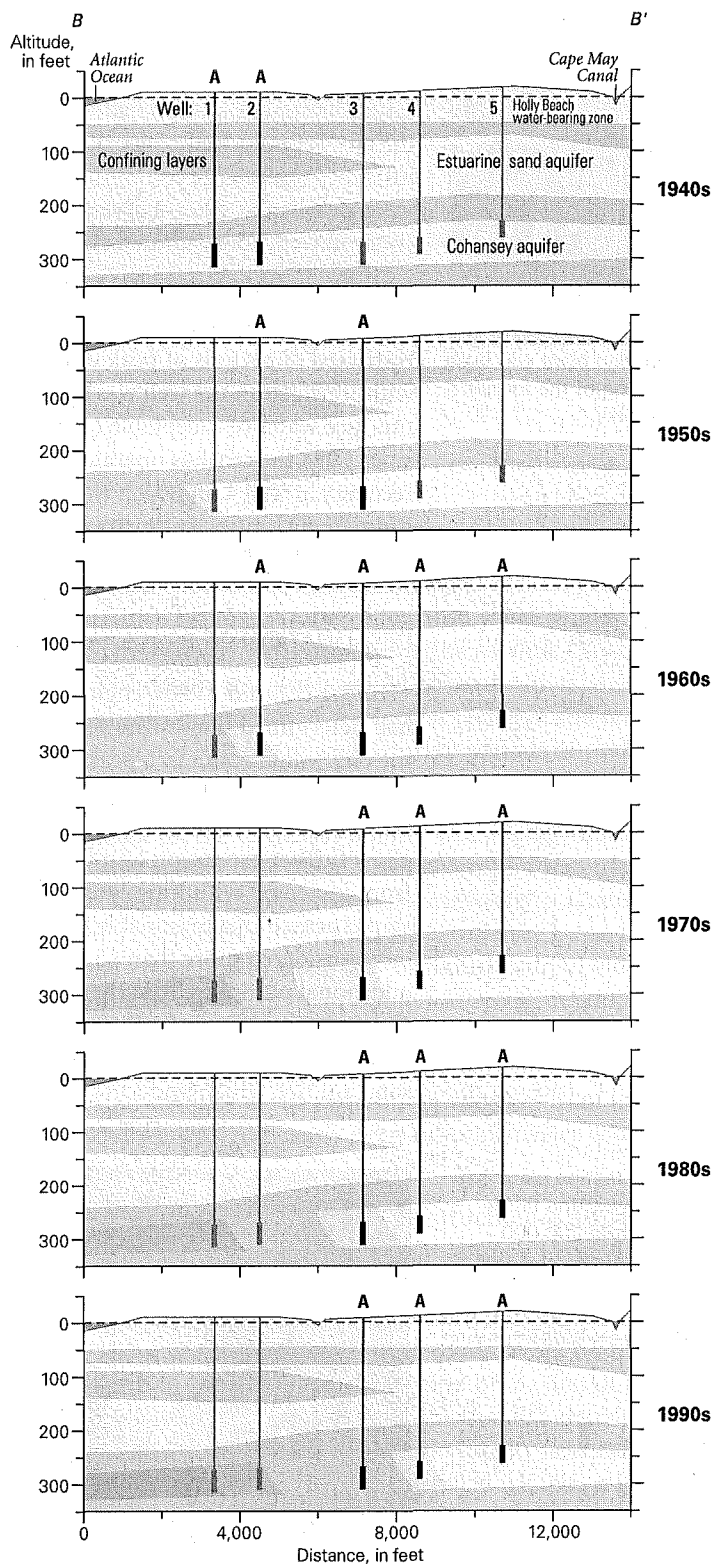 B B'
Altitude, in feet
Atlantic Ocean
A A
Cape May Canal
0
Well: 1 2 3 4 5
Holly Beach water-bearing zone
100
Confining layers
Estuarine sand aquifer
1940s
200
Cohansey aquifer
300
A A
0
100
1950s
200
300
A A A A
0
100
1960s
200
300
A A A
0
100
1970s
200
300
A A A
0
100
1980s
200
300
A A A
0
100
1990s
200
300
0 4,000 8,000 12,000
Distance, in feet